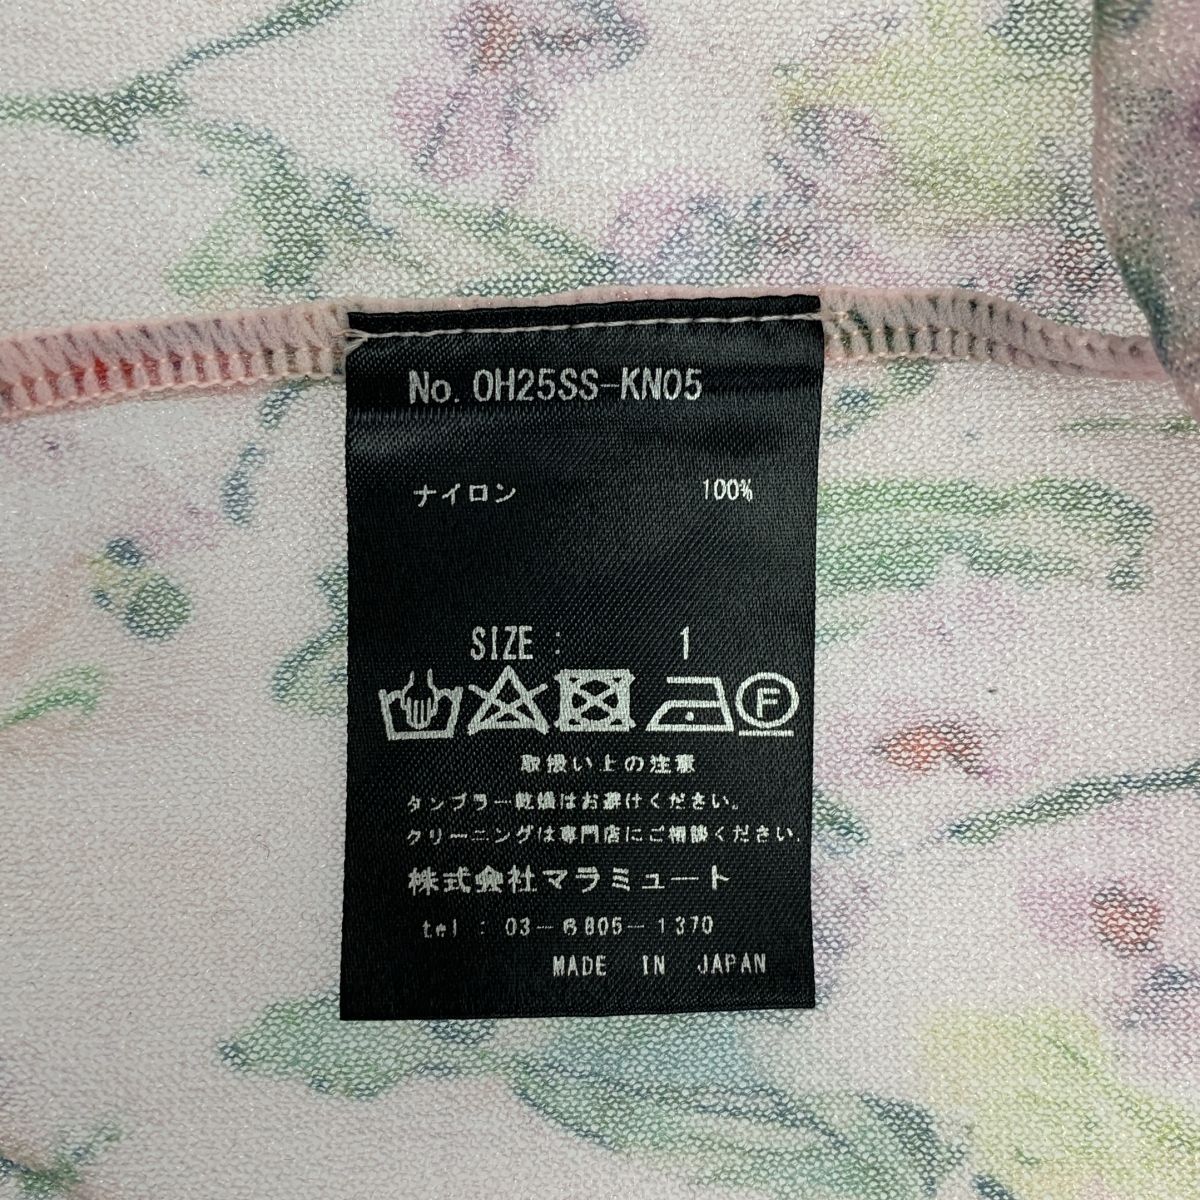 No. OH25SS-KN05
ナイロン 100%
SIZE : 1
F
取扱い上の注意
タンブラー乾燥はお避けください。
クリーニングは専門店にご相談ください.
株式会社マラミュート
tel : 03-6805-1370
MADE IN JAPAN